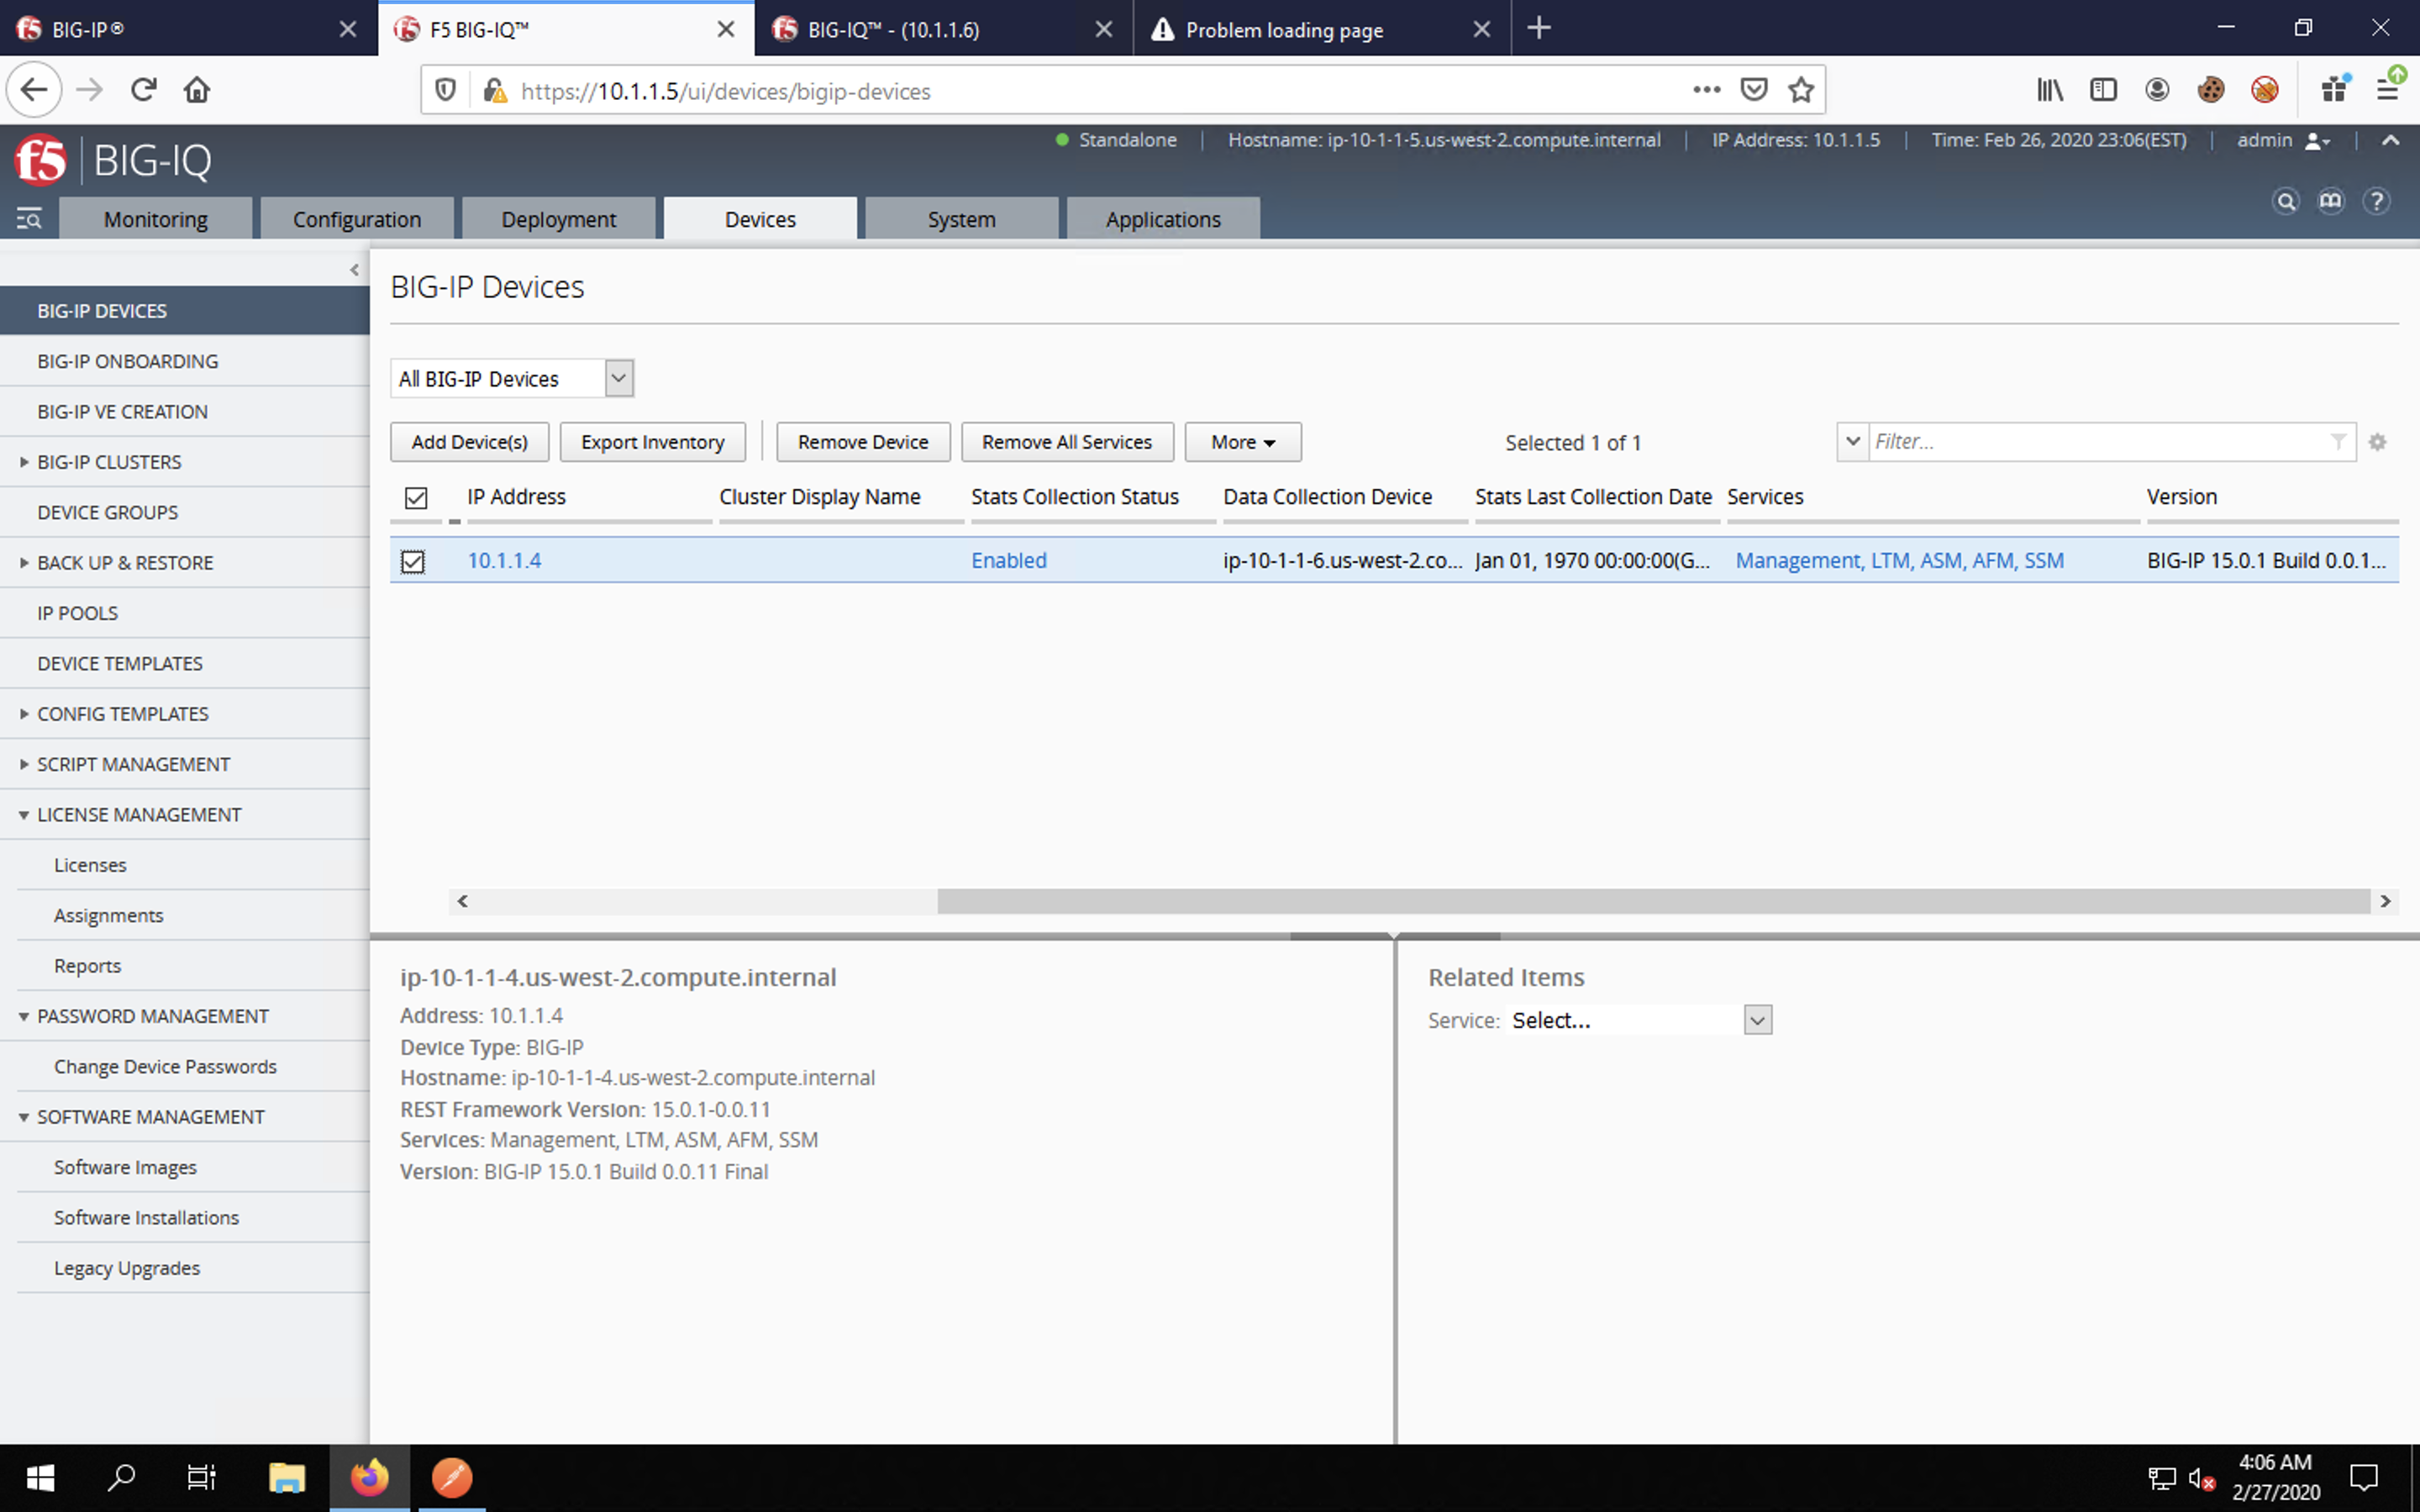 BIG-IP®
F5 BIG-IQ™
BIG-IQ™ - (10.1.1.6)
Problem loading page
https://10.1.1.5/ui/devices/bigip-devices
f5 BIG-IQ
Standalone
Hostname: ip-10-1-1-5.us-west-2.compute.internal
IP Address: 10.1.1.5
Time: Feb 26, 2020 23:06(EST)
admin
Monitoring
Configuration
Deployment
Devices
System
Applications
BIG-IP DEVICES
BIG-IP ONBOARDING
BIG-IP VE CREATION
BIG-IP CLUSTERS
DEVICE GROUPS
BACK UP & RESTORE
IP POOLS
DEVICE TEMPLATES
CONFIG TEMPLATES
SCRIPT MANAGEMENT
LICENSE MANAGEMENT
Licenses
Assignments
Reports
PASSWORD MANAGEMENT
Change Device Passwords
SOFTWARE MANAGEMENT
Software Images
Software Installations
Legacy Upgrades
BIG-IP Devices
All BIG-IP Devices
Add Device(s)
Export Inventory
Remove Device
Remove All Services
More
Selected 1 of 1
Filter...
IP Address
Cluster Display Name
Stats Collection Status
Data Collection Device
Stats Last Collection Date
Services
Version
10.1.1.4
Enabled
ip-10-1-1-6.us-west-2.co...
Jan 01, 1970 00:00:00(G...
Management, LTM, ASM, AFM, SSM
BIG-IP 15.0.1 Build 0.0.1...
ip-10-1-1-4.us-west-2.compute.internal
Address: 10.1.1.4
Device Type: BIG-IP
Hostname: ip-10-1-1-4.us-west-2.compute.internal
REST Framework Version: 15.0.1-0.0.11
Services: Management, LTM, ASM, AFM, SSM
Version: BIG-IP 15.0.1 Build 0.0.11 Final
Related Items
Service: Select...
4:06 AM
2/27/2020